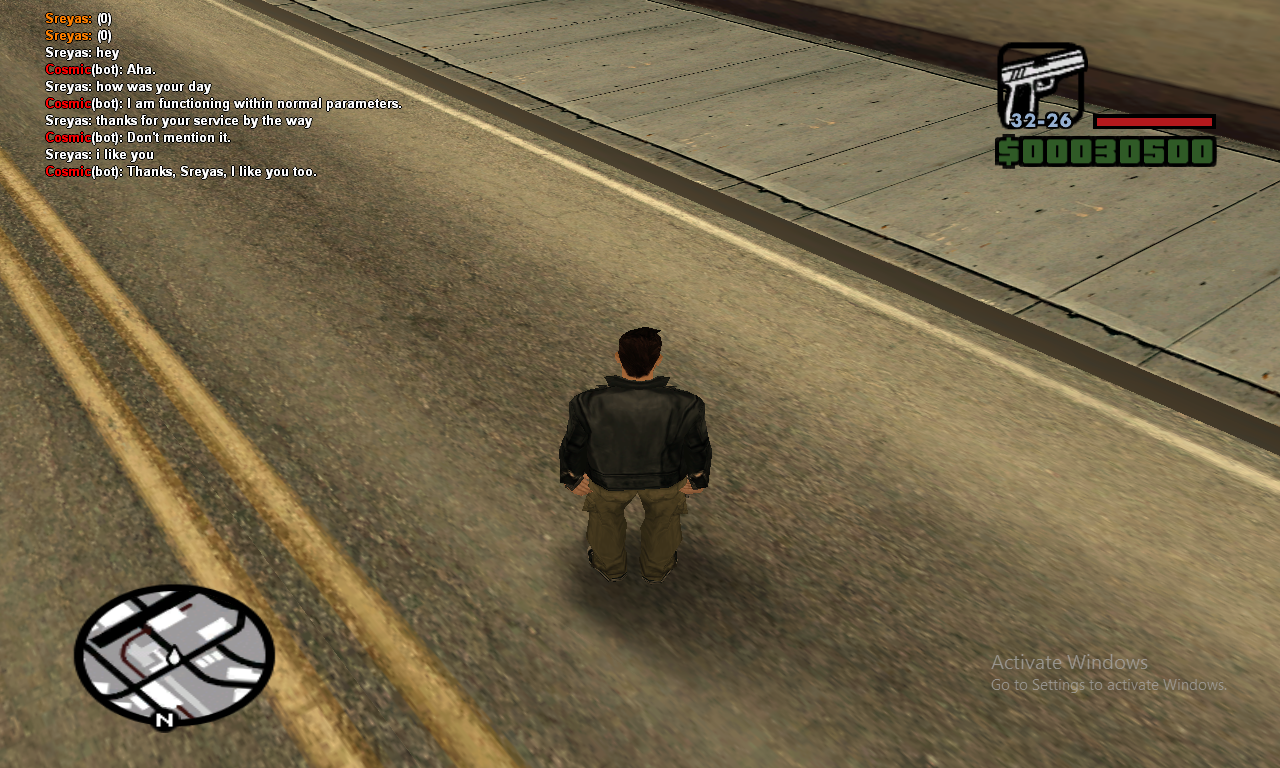 Sreyas: (0)
Sreyas: (0)
Sreyas: hey
Cosmic(bot): Aha.
Sreyas: how was your day
Cosmic(bot): I am functioning within normal parameters.
Sreyas: thanks for your service by the way
Cosmic(bot): Don't mention it.
Sreyas: i like you
Cosmic(bot): Thanks, Sreyas, I like you too.
32-26
$00030500
Activate Windows
Go to Settings to activate Windows.
N